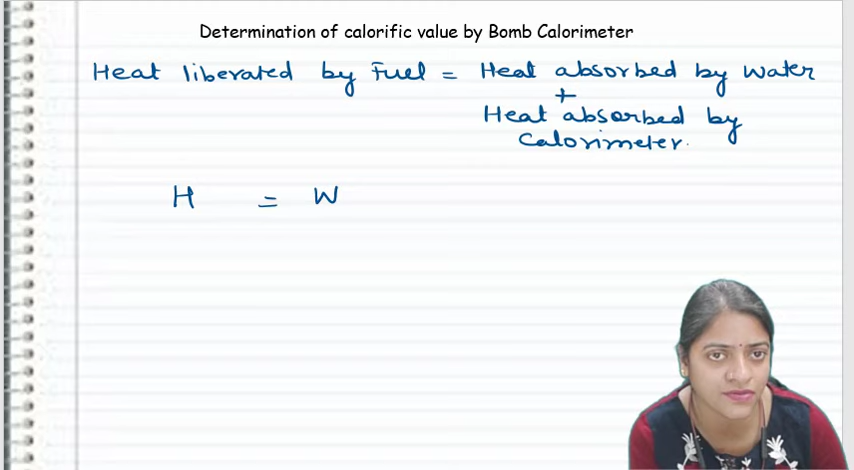 Determination of calorific value by Bomb Calorimeter
Heat liberated by Fuel = Heat absorbed by Water
+
Heat absorbed by
Calorimeter.
H = W